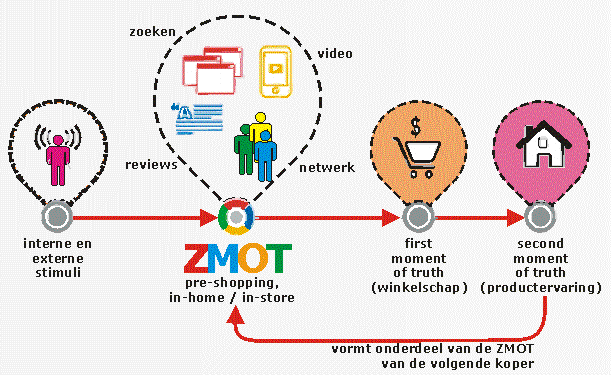 zoeken
video
reviews
netwerk
interne en
externe
stimuli
ZMOT
pre-shopping,
in-home / in-store
$
first
moment
of truth
(winkelschap)
second
moment
of truth
(productervaring)
vormt onderdeel van de ZMOT
van de volgende koper